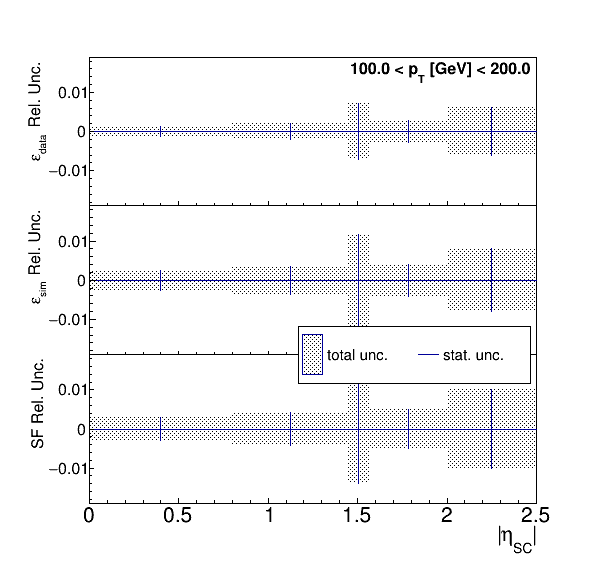 100.0 < p_T [GeV] < 200.0
ε_data Rel. Unc.
0.01
0
−0.01
ε_sim Rel. Unc.
0.01
0
−0.01
total unc. stat. unc.
SF Rel. Unc.
0.01
0
−0.01
0 0.5 1 1.5 2 2.5
|η_SC|